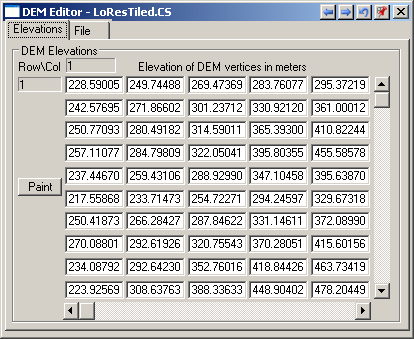 DEM Editor - LoResTiled.CS
Elevations File
DEM Elevations
Row\Col 1 Elevation of DEM vertices in meters
1 228.59005 249.74488 269.47369 283.76077 295.37219
242.57695 271.86602 301.23712 330.92120 361.00012
250.77093 280.49182 314.59011 365.39300 410.82244
257.11077 284.79809 322.05041 395.80355 455.58578
237.44670 259.43106 288.92990 347.10458 395.63870
Paint 217.55868 233.71473 254.72271 294.24597 329.67318
250.41873 266.28427 287.84622 331.14611 372.08990
270.08801 292.61926 320.75543 370.28051 415.60156
234.08792 292.64230 352.76016 418.84426 463.73419
223.92569 308.63763 388.33633 448.90402 478.20449